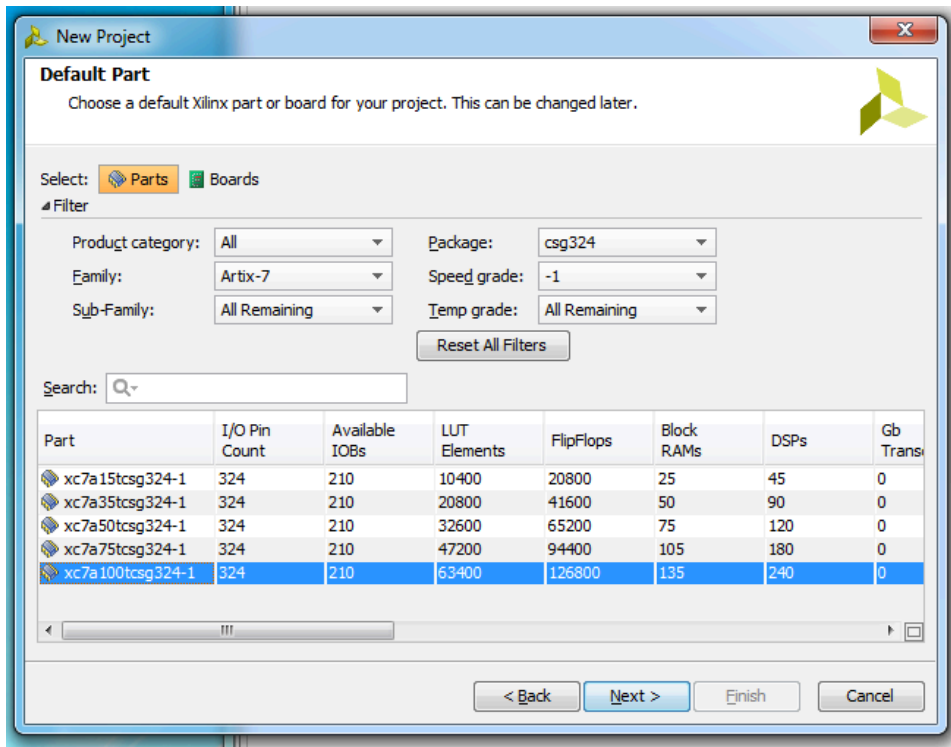 New Project
Default Part
Choose a default Xilinx part or board for your project. This can be changed later.
Select: Parts Boards
Filter
Product category: All Package: csg324
Family: Artix-7 Speed grade: -1
Sub-Family: All Remaining Temp grade: All Remaining
Reset All Filters
Search:
Part I/O Pin Count Available IOBs LUT Elements FlipFlops Block RAMs DSPs Gb Trans
xc7a15tcsg324-1 324 210 10400 20800 25 45 0
xc7a35tcsg324-1 324 210 20800 41600 50 90 0
xc7a50tcsg324-1 324 210 32600 65200 75 120 0
xc7a75tcsg324-1 324 210 47200 94400 105 180 0
xc7a100tcsg324-1 324 210 63400 126800 135 240 0
< Back Next > Finish Cancel